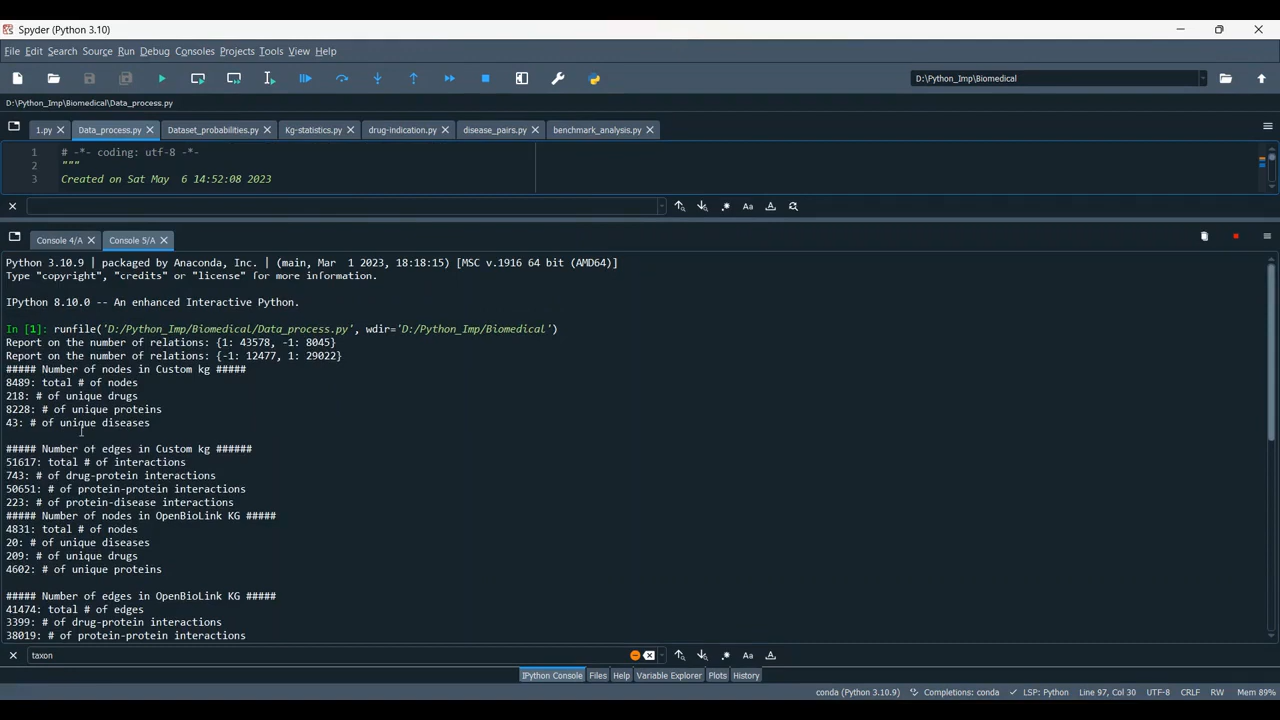 Spyder (Python 3.10)
File Edit Search Source Run Debug Consoles Projects Tools View Help
D:\Python_Imp\Biomedical
D:\Python_Imp\Biomedical\Data_process.py
1.py Data_process.py Dataset_probabilities.py Kg-statistics.py drug-indication.py disease_pairs.py benchmark_analysis.py
1 # -*- coding: utf-8 -*-
2 """
3 Created on Sat May  6 14:52:08 2023
Aa
Console 4/A Console 5/A
Python 3.10.9 | packaged by Anaconda, Inc. | (main, Mar  1 2023, 18:18:15) [MSC v.1916 64 bit (AMD64)]
Type "copyright", "credits" or "license" for more information.
IPython 8.10.0 -- An enhanced Interactive Python.
In [1]: runfile('D:/Python_Imp/Biomedical/Data_process.py', wdir='D:/Python_Imp/Biomedical')
Report on the number of relations: {1: 43578, -1: 8045}
Report on the number of relations: {-1: 12477, 1: 29022}
##### Number of nodes in Custom kg #####
8489: total # of nodes
218: # of unique drugs
8228: # of unique proteins
43: # of unique diseases
##### Number of edges in Custom kg ######
51617: total # of interactions
743: # of drug-protein interactions
50651: # of protein-protein interactions
223: # of protein-disease interactions
##### Number of nodes in OpenBioLink KG #####
4831: total # of nodes
20: # of unique diseases
209: # of unique drugs
4602: # of unique proteins
##### Number of edges in OpenBioLink KG #####
41474: total # of edges
3399: # of drug-protein interactions
38019: # of protein-protein interactions
taxon Aa
IPython Console Files Help Variable Explorer Plots History
conda (Python 3.10.9) Completions: conda LSP: Python Line 97, Col 30 UTF-8 CRLF RW Mem 89%